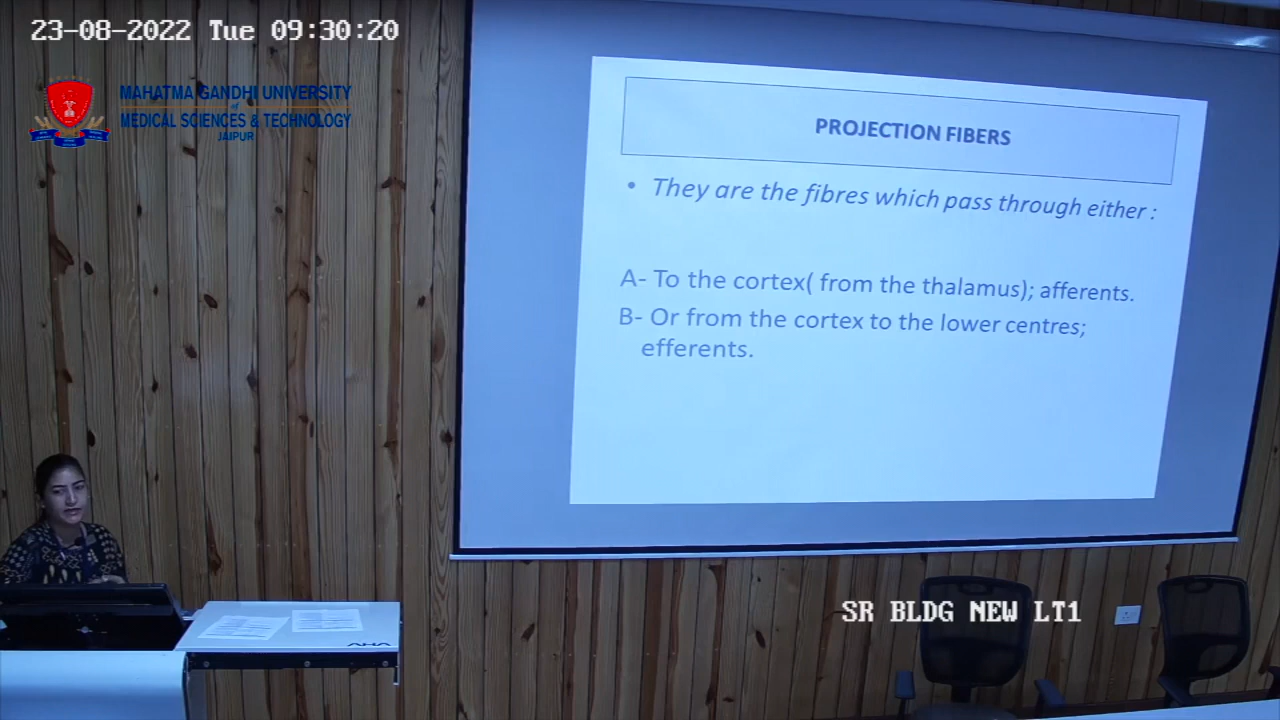 23-08-2022 Tue 09:30:20
MAHATMA GANDHI UNIVERSITY
of
MEDICAL SCIENCES & TECHNOLOGY
JAIPUR
PROJECTION FIBERS
• They are the fibres which pass through either :
A- To the cortex( from the thalamus); afferents.
B- Or from the cortex to the lower centres;
efferents.
SR BLDG NEW LT1
AHA